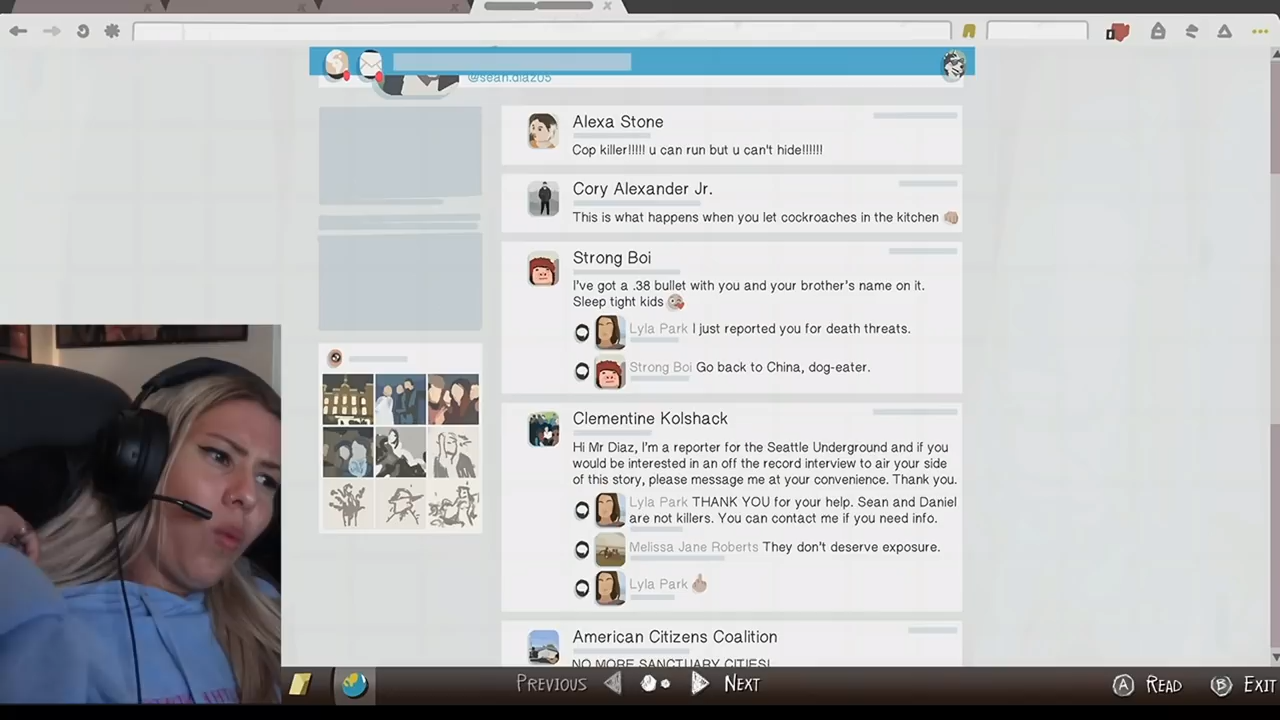 @sean.diaz05
Alexa Stone
Cop killer!!!!! u can run but u can't hide!!!!!!
Cory Alexander Jr.
This is what happens when you let cockroaches in the kitchen
Strong Boi
I've got a .38 bullet with you and your brother's name on it.
Sleep tight kids
Lyla Park I just reported you for death threats.
Strong Boi Go back to China, dog-eater.
Clementine Kolshack
Hi Mr Diaz, I'm a reporter for the Seattle Underground and if you
would be interested in an off the record interview to air your side
of this story, please message me at your convenience. Thank you.
Lyla Park THANK YOU for your help. Sean and Daniel
are not killers. You can contact me if you need info.
Melissa Jane Roberts They don't deserve exposure.
Lyla Park
American Citizens Coalition
NO MORE SANCTUARY CITIES!
PREVIOUS NEXT
A READ B EXIT